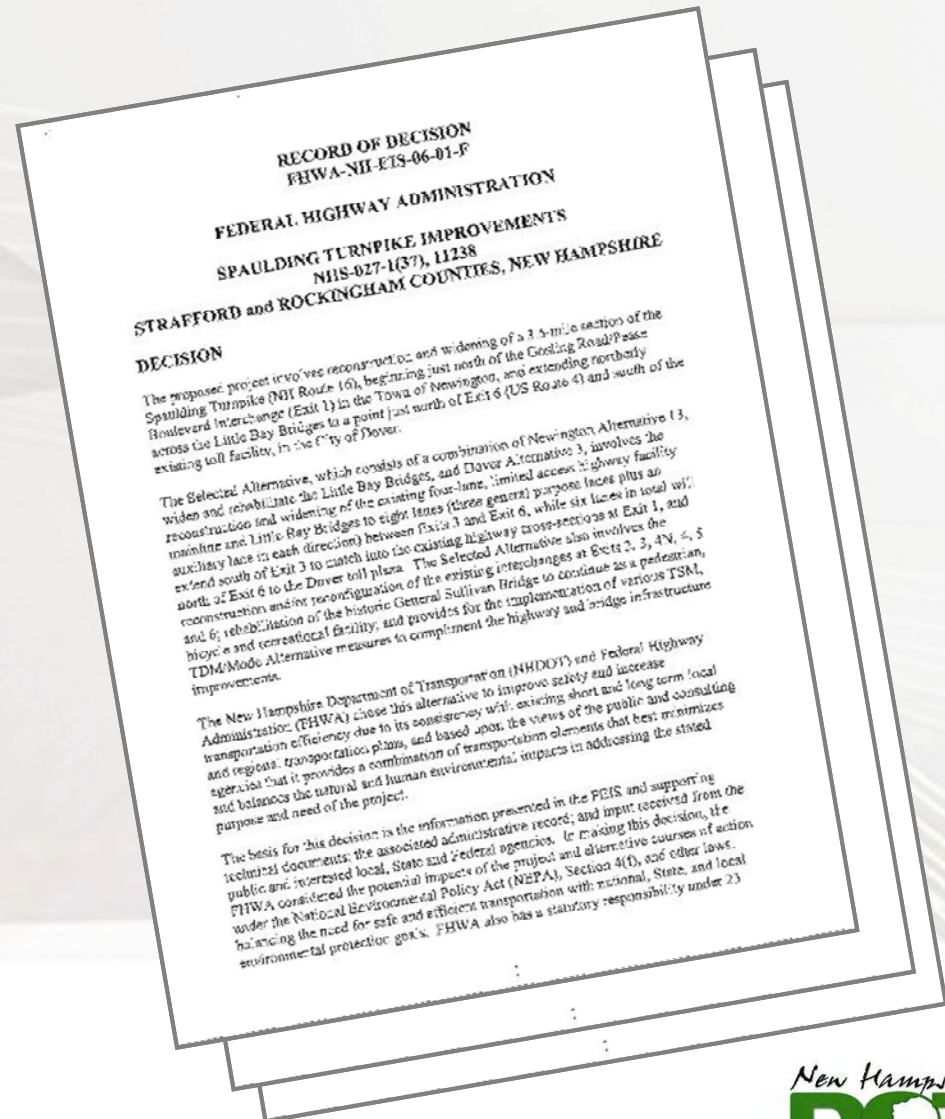 RECORD OF DECISION
FHWA-NH-EIS-06-01-F
FEDERAL HIGHWAY ADMINISTRATION
SPAULDING TURNPIKE IMPROVEMENTS
NHS-027-1(37), 11238
STRAFFORD and ROCKINGHAM COUNTIES, NEW HAMPSHIRE
DECISION
The proposed project involves reconstruction and widening of a 3.5-mile section of the
Spaulding Turnpike (NH Route 16), beginning just north of the Gosling Road/Pease
Boulevard Interchange (Exit 1) in the Town of Newington, and extending northerly
across the Little Bay Bridges to a point just north of Exit 6 (US Route 4) and south of the
existing toll facility, in the City of Dover.
The Selected Alternative, which consists of a combination of Newington Alternative 13,
widen and rehabilitate the Little Bay Bridges, and Dover Alternative 3, involves the
reconstruction and widening of the existing four-lane, limited access highway facility
mainline and Little Bay Bridges to eight lanes (three general purpose lanes plus an
auxiliary lane in each direction) between Exits 3 and Exit 6, while six lanes in total will
extend south of Exit 3 to match into the existing highway cross-sections at Exit 1, and
north of Exit 6 to the Dover toll plaza. The Selected Alternative also involves the
reconstruction and/or reconfiguration of the existing interchanges at Exits 2, 3, 4N, 4, 5
and 6; rehabilitation of the historic General Sullivan Bridge to continue as a pedestrian,
bicycle and recreational facility; and provides for the implementation of various TSM,
TDM/Mode Alternative measures to compliment the highway and bridge infrastructure
improvements.
The New Hampshire Department of Transportation (NHDOT) and Federal Highway
Administration (FHWA) chose this alternative to improve safety and increase
transportation efficiency due to its consistency with existing short and long term local
and regional transportation plans, and based upon the views of the public and consulting
agencies that it provides a combination of transportation elements that best minimizes
and balances the natural and human environmental impacts in addressing the stated
purpose and need of the project.
The basis for this decision is the information presented in the FEIS and supporting
technical documents; the associated administrative record; and input received from the
public and interested local, State and Federal agencies. In making this decision, the
FHWA considered the potential impacts of the project and alternative courses of action
under the National Environmental Policy Act (NEPA), Section 4(f), and other laws.
balancing the need for safe and efficient transportation with national, State, and local
environmental protection goals. FHWA also has a statutory responsibility under 23
New Hamps